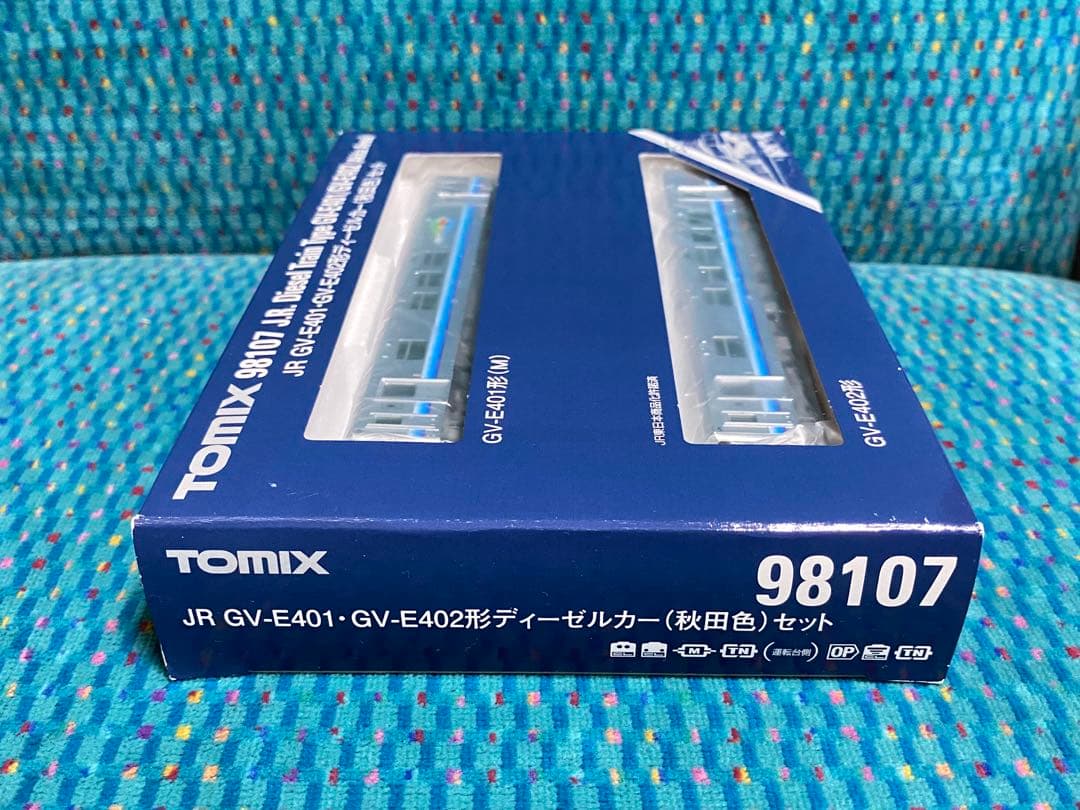 TOMIX 98107 J.R. Diesel Train Type GV-E401/GV-E402
JR GV-E401・GV-E402形ディーゼルカー(秋田色)セット
GV-E401形(M)
JR東日本商品化許諾済
GV-E402形
TOMIX
98107
JR GV-E401・GV-E402形ディーゼルカー(秋田色)セット
M TN (運転台側) OP TN